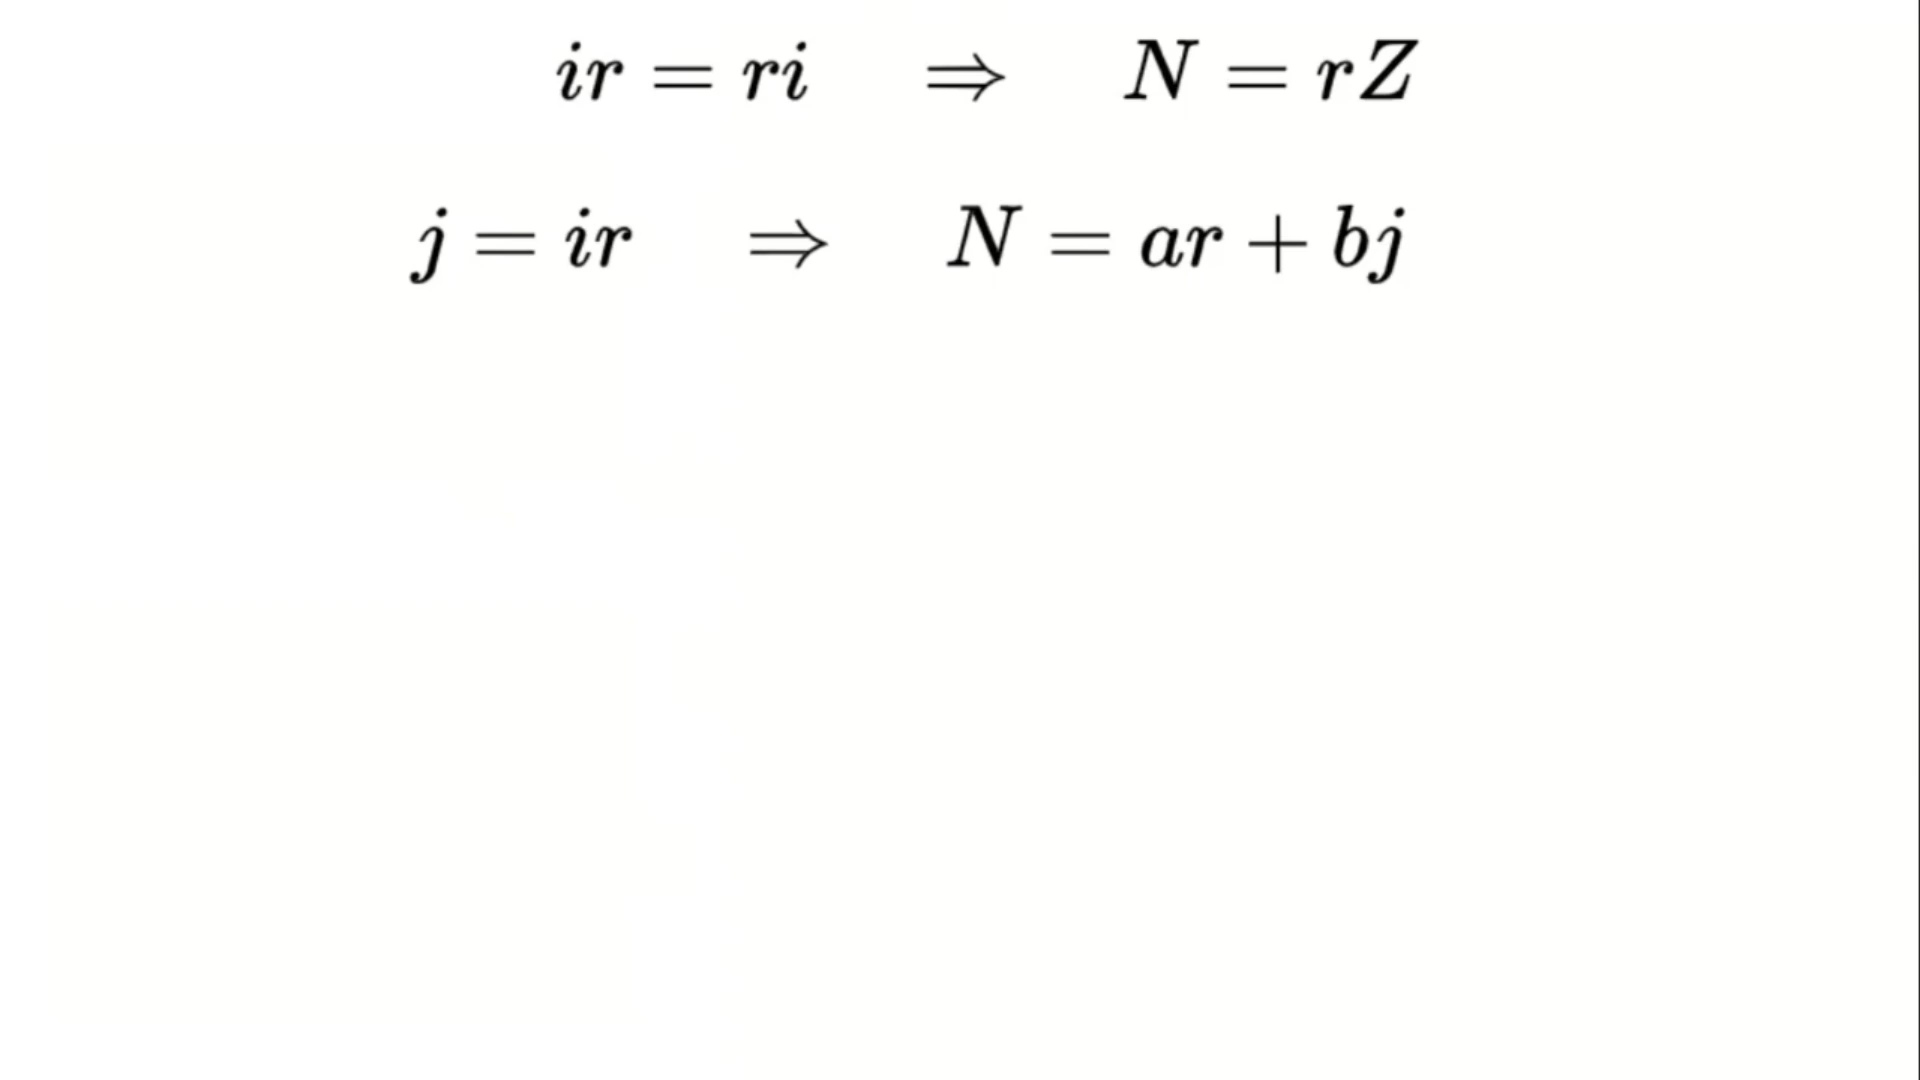 ir = ri ⇒ N = rZ
j = ir ⇒ N = ar + bj